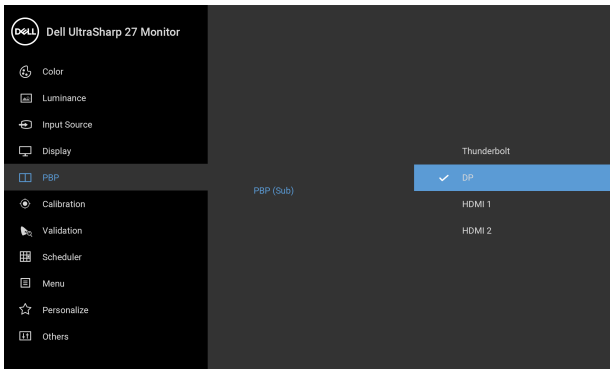 DELL Dell UltraSharp 27 Monitor
Color
Luminance
Input Source
Display
PBP
Calibration
Validation
Scheduler
Menu
Personalize
Others
PBP (Sub)
Thunderbolt
DP
HDMI 1
HDMI 2